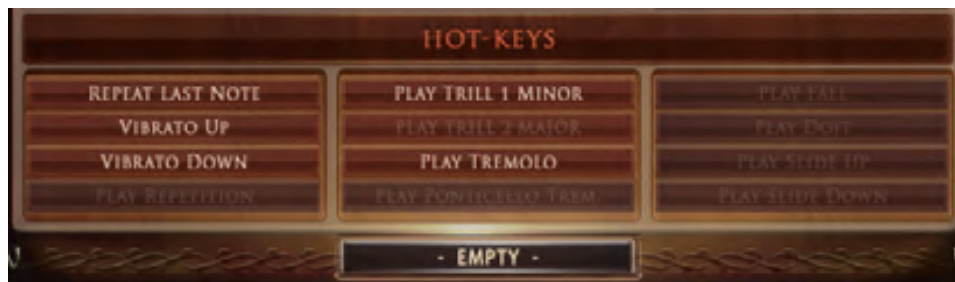 HOT-KEYS
REPEAT LAST NOTE
VIBRATO UP
VIBRATO DOWN
PLAY REPETITION
PLAY TRILL 1 MINOR
PLAY TRILL 2 MAJOR
PLAY TREMOLO
PLAY PONTICELLO TREM.
PLAY FALL
PLAY DOIT
PLAY SLIDE UP
PLAY SLIDE DOWN
- EMPTY -